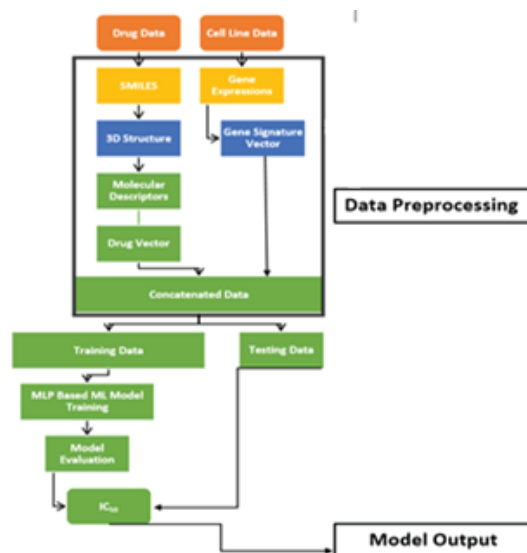 Drug Data
Cell Line Data
SMILES
Gene
Expressions
3D Structure
Gene Signature
Vector
Molecular
Descriptors
Data Preprocessing
Drug Vector
Concatenated Data
Training Data
Testing Data
MLP Based ML Model
Training
Model
Evaluation
IC₅₀
Model Output